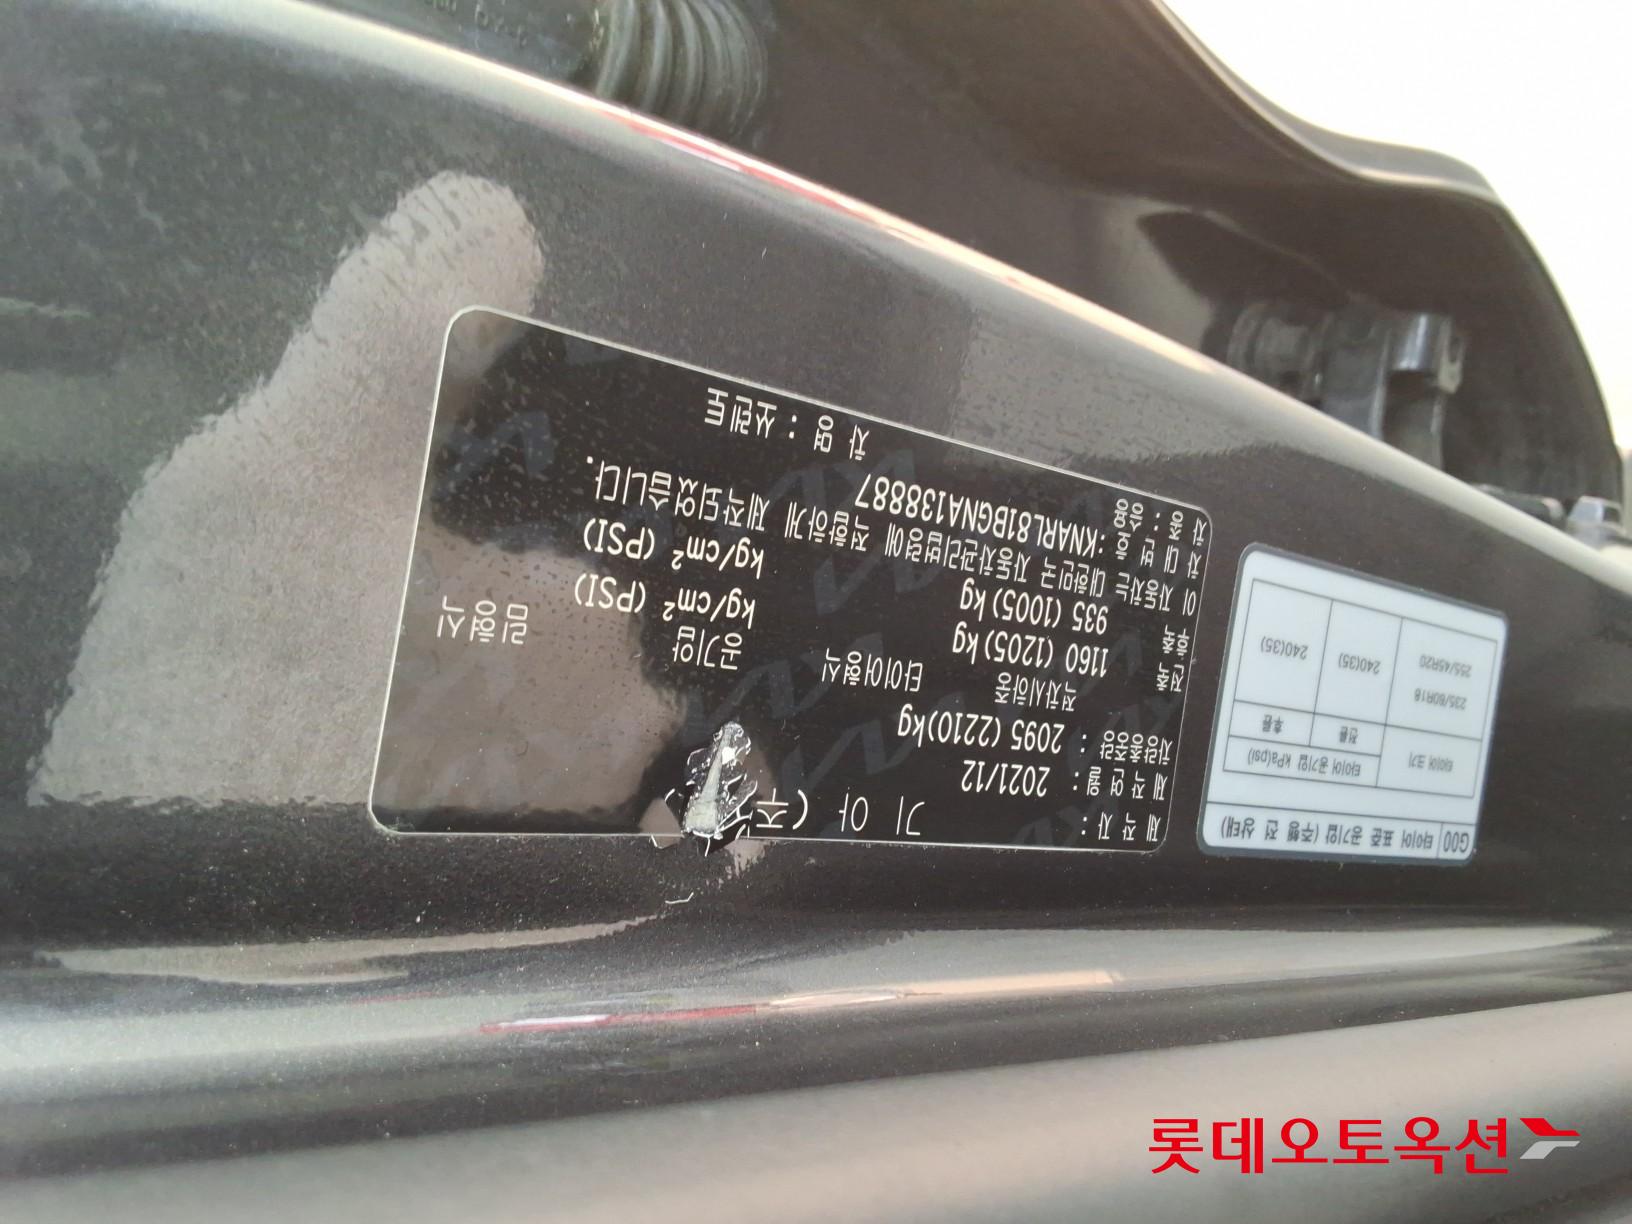 제 작 자 : 기 아 (주)
제 작 연 월 : 2021/12
차량총중량 : 2095 (2210)kg
적차시하중 타이어형식 공기압 림형식
전 축 1160 (1205)kg kg/cm² (PSI)
후 축 935 (1005)kg kg/cm² (PSI)
이 자동차는 대한민국 자동차관리법령에 적합하게 제작되었습니다.
차 대 번 호 :KNARL81BGNA138887
차 종 : 승용 차 명 : 쏘렌토
G00 타이어 표준 공기압 (주행 전 상태)
타이어 크기 타이어 공기압 kPa(psi)
전륜 후륜
235/60R18 240(35) 240(35)
255/45R20
롯데오토옥션